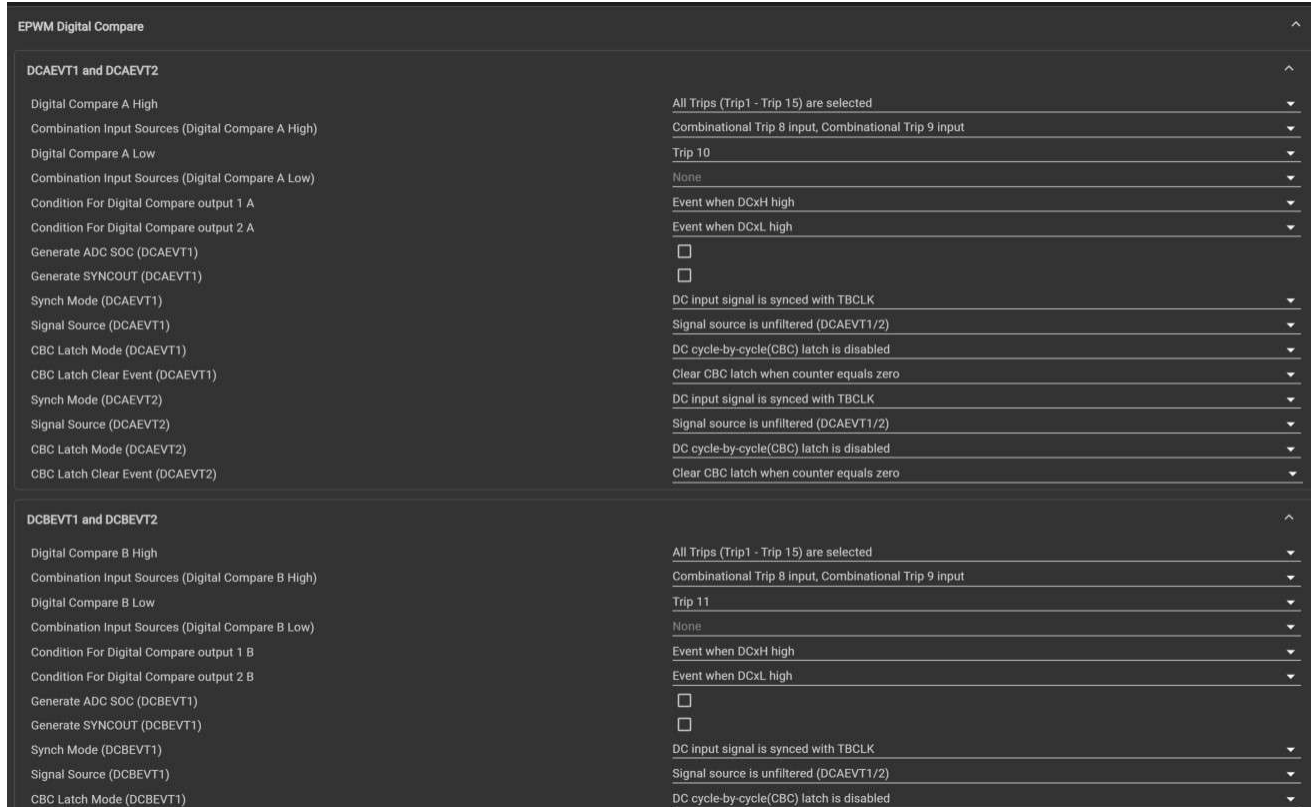 EPWM Digital Compare
DCAEVT1 and DCAEVT2
Digital Compare A High All Trips (Trip1 - Trip 15) are selected
Combination Input Sources (Digital Compare A High) Combinational Trip 8 input, Combinational Trip 9 input
Digital Compare A Low Trip 10
Combination Input Sources (Digital Compare A Low) None
Condition For Digital Compare output 1 A Event when DCxH high
Condition For Digital Compare output 2 A Event when DCxL high
Generate ADC SOC (DCAEVT1)
Generate SYNCOUT (DCAEVT1)
Synch Mode (DCAEVT1) DC input signal is synced with TBCLK
Signal Source (DCAEVT1) Signal source is unfiltered (DCAEVT1/2)
CBC Latch Mode (DCAEVT1) DC cycle-by-cycle(CBC) latch is disabled
CBC Latch Clear Event (DCAEVT1) Clear CBC latch when counter equals zero
Synch Mode (DCAEVT2) DC input signal is synced with TBCLK
Signal Source (DCAEVT2) Signal source is unfiltered (DCAEVT1/2)
CBC Latch Mode (DCAEVT2) DC cycle-by-cycle(CBC) latch is disabled
CBC Latch Clear Event (DCAEVT2) Clear CBC latch when counter equals zero
DCBEVT1 and DCBEVT2
Digital Compare B High All Trips (Trip1 - Trip 15) are selected
Combination Input Sources (Digital Compare B High) Combinational Trip 8 input, Combinational Trip 9 input
Digital Compare B Low Trip 11
Combination Input Sources (Digital Compare B Low) None
Condition For Digital Compare output 1 B Event when DCxH high
Condition For Digital Compare output 2 B Event when DCxL high
Generate ADC SOC (DCBEVT1)
Generate SYNCOUT (DCBEVT1)
Synch Mode (DCBEVT1) DC input signal is synced with TBCLK
Signal Source (DCBEVT1) Signal source is unfiltered (DCAEVT1/2)
CBC Latch Mode (DCBEVT1) DC cycle-by-cycle(CBC) latch is disabled